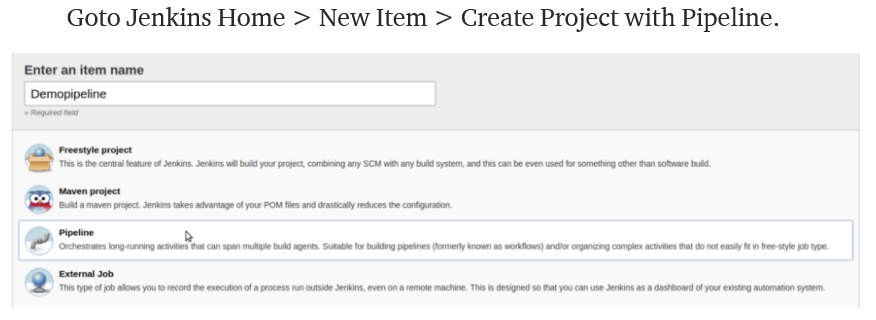 Goto Jenkins Home > New Item > Create Project with Pipeline.
Enter an item name
Demopipeline
» Required field
Freestyle project
This is the central feature of Jenkins. Jenkins will build your project, combining any SCM with any build system, and this can be even used for something other than software build.
Maven project
Build a maven project. Jenkins takes advantage of your POM files and drastically reduces the configuration.
Pipeline
Orchestrates long-running activities that can span multiple build agents. Suitable for building pipelines (formerly known as workflows) and/or organizing complex activities that do not easily fit in free-style job type.
External Job
This type of job allows you to record the execution of a process run outside Jenkins, even on a remote machine. This is designed so that you can use Jenkins as a dashboard of your existing automation system.